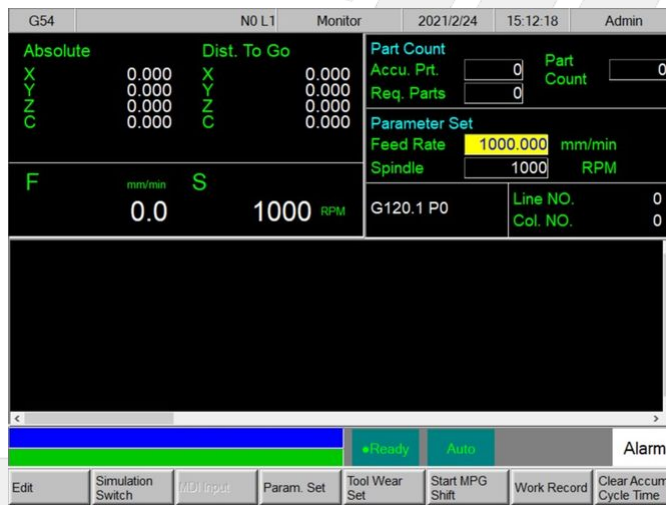 G54 N0 L1 Monitor 2021/2/24 15:12:18 Admin
Absolute Dist. To Go
X 0.000 X 0.000
Y 0.000 Y 0.000
Z 0.000 Z 0.000
C 0.000 C 0.000
Part Count
Accu. Prt. 0 Part Count 0
Req. Parts 0
Parameter Set
Feed Rate 1000.000 mm/min
Spindle 1000 RPM
F mm/min S
0.0 1000 RPM
G120.1 P0
Line NO. 0
Col. NO. 0
●Ready Auto Alarm
Edit
Simulation Switch
MDI Input
Param. Set
Tool Wear Set
Start MPG Shift
Work Record
Clear Accum
Cycle Time